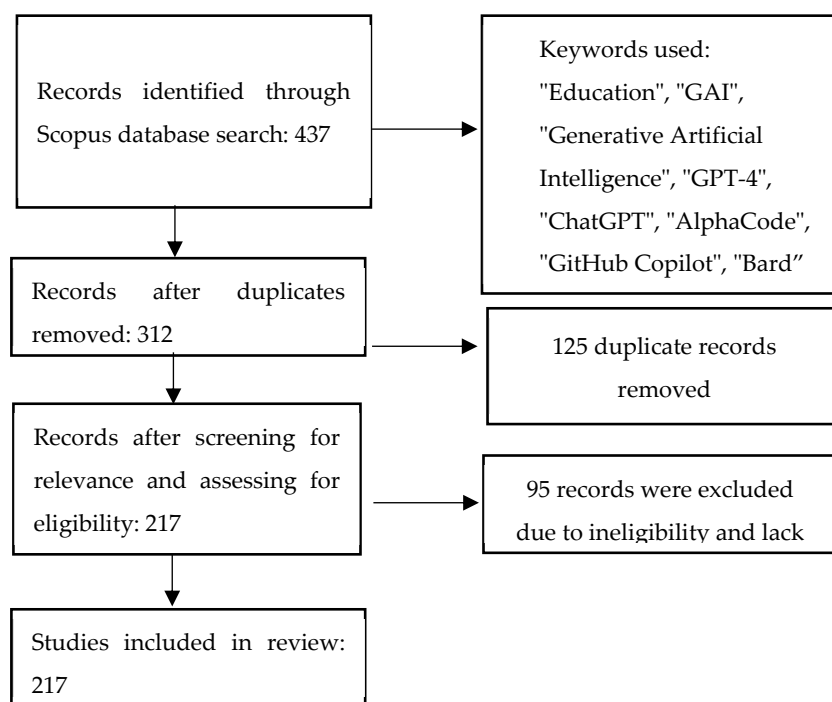 Records identified through
Scopus database search: 437
Keywords used:
"Education", "GAI",
"Generative Artificial
Intelligence", "GPT-4",
"ChatGPT", "AlphaCode",
"GitHub Copilot", "Bard”
Records after duplicates
removed: 312
125 duplicate records
removed
Records after screening for
relevance and assessing for
eligibility: 217
95 records were excluded
due to ineligibility and lack
Studies included in review:
217